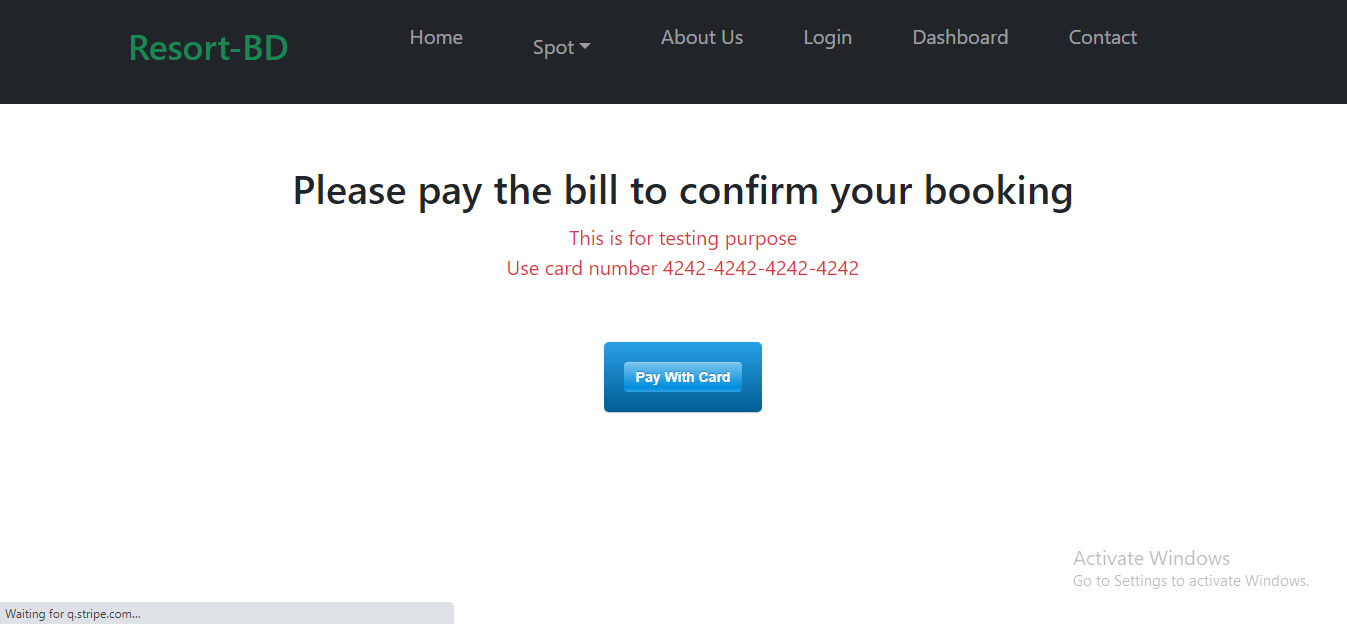 Resort-BD
Home
Spot
About Us
Login
Dashboard
Contact
Please pay the bill to confirm your booking
This is for testing purpose
Use card number 4242-4242-4242-4242
Pay With Card
Activate Windows
Go to Settings to activate Windows.
Waiting for q.stripe.com...